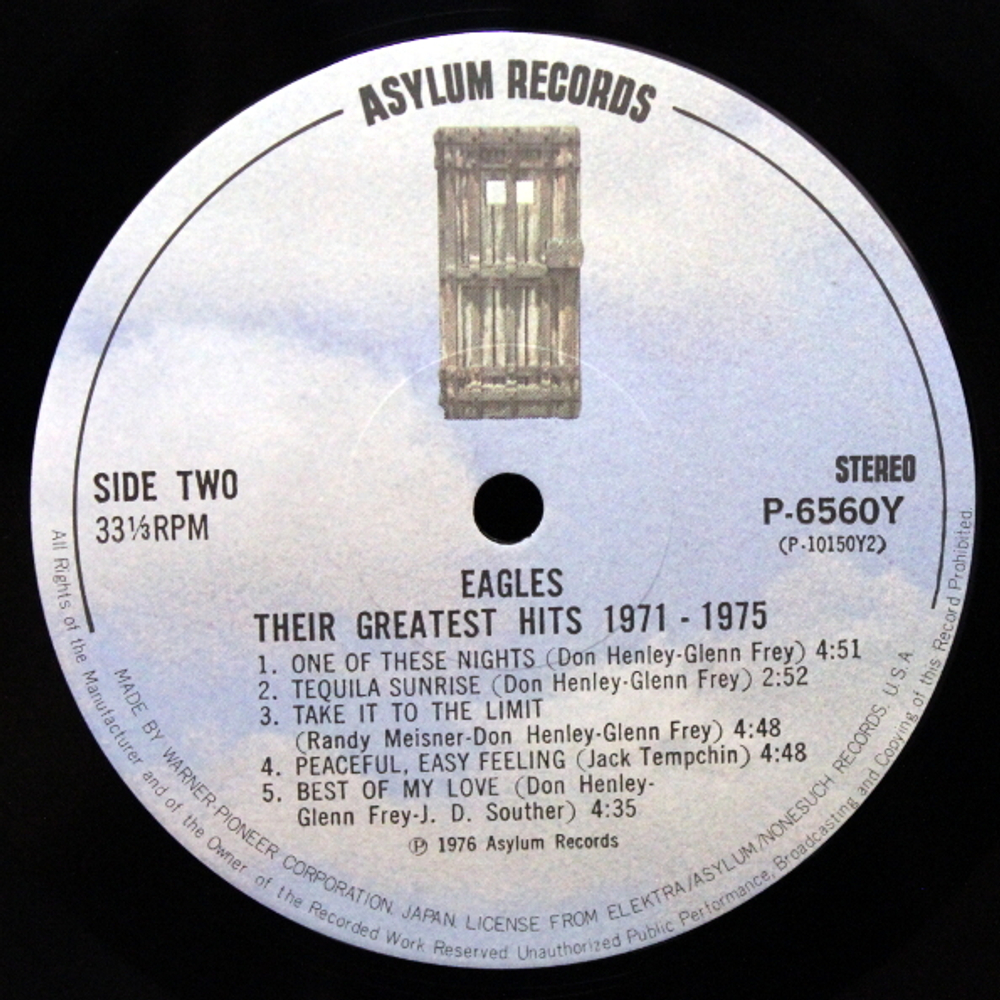 ASYLUM RECORDS
SIDE TWO
33⅓RPM
STEREO
P-6560Y
(P-10150Y2)
EAGLES
THEIR GREATEST HITS 1971 - 1975
1. ONE OF THESE NIGHTS (Don Henley-Glenn Frey) 4:51
2. TEQUILA SUNRISE (Don Henley-Glenn Frey) 2:52
3. TAKE IT TO THE LIMIT
(Randy Meisner-Don Henley-Glenn Frey) 4:48
4. PEACEFUL, EASY FEELING (Jack Tempchin) 4:48
5. BEST OF MY LOVE (Don Henley-
Glenn Frey-J. D. Souther) 4:35
Ⓟ 1976 Asylum Records
MADE BY WARNER-PIONEER CORPORATION, JAPAN. LICENSE FROM ELEKTRA/ASYLUM/NONESUCH RECORDS, U.S.A
All Rights of the Manufacturer and of the Owner of the Recorded Work Reserved Unauthorized Public Performance, Broadcasting and Copying of this Record Prohibited.